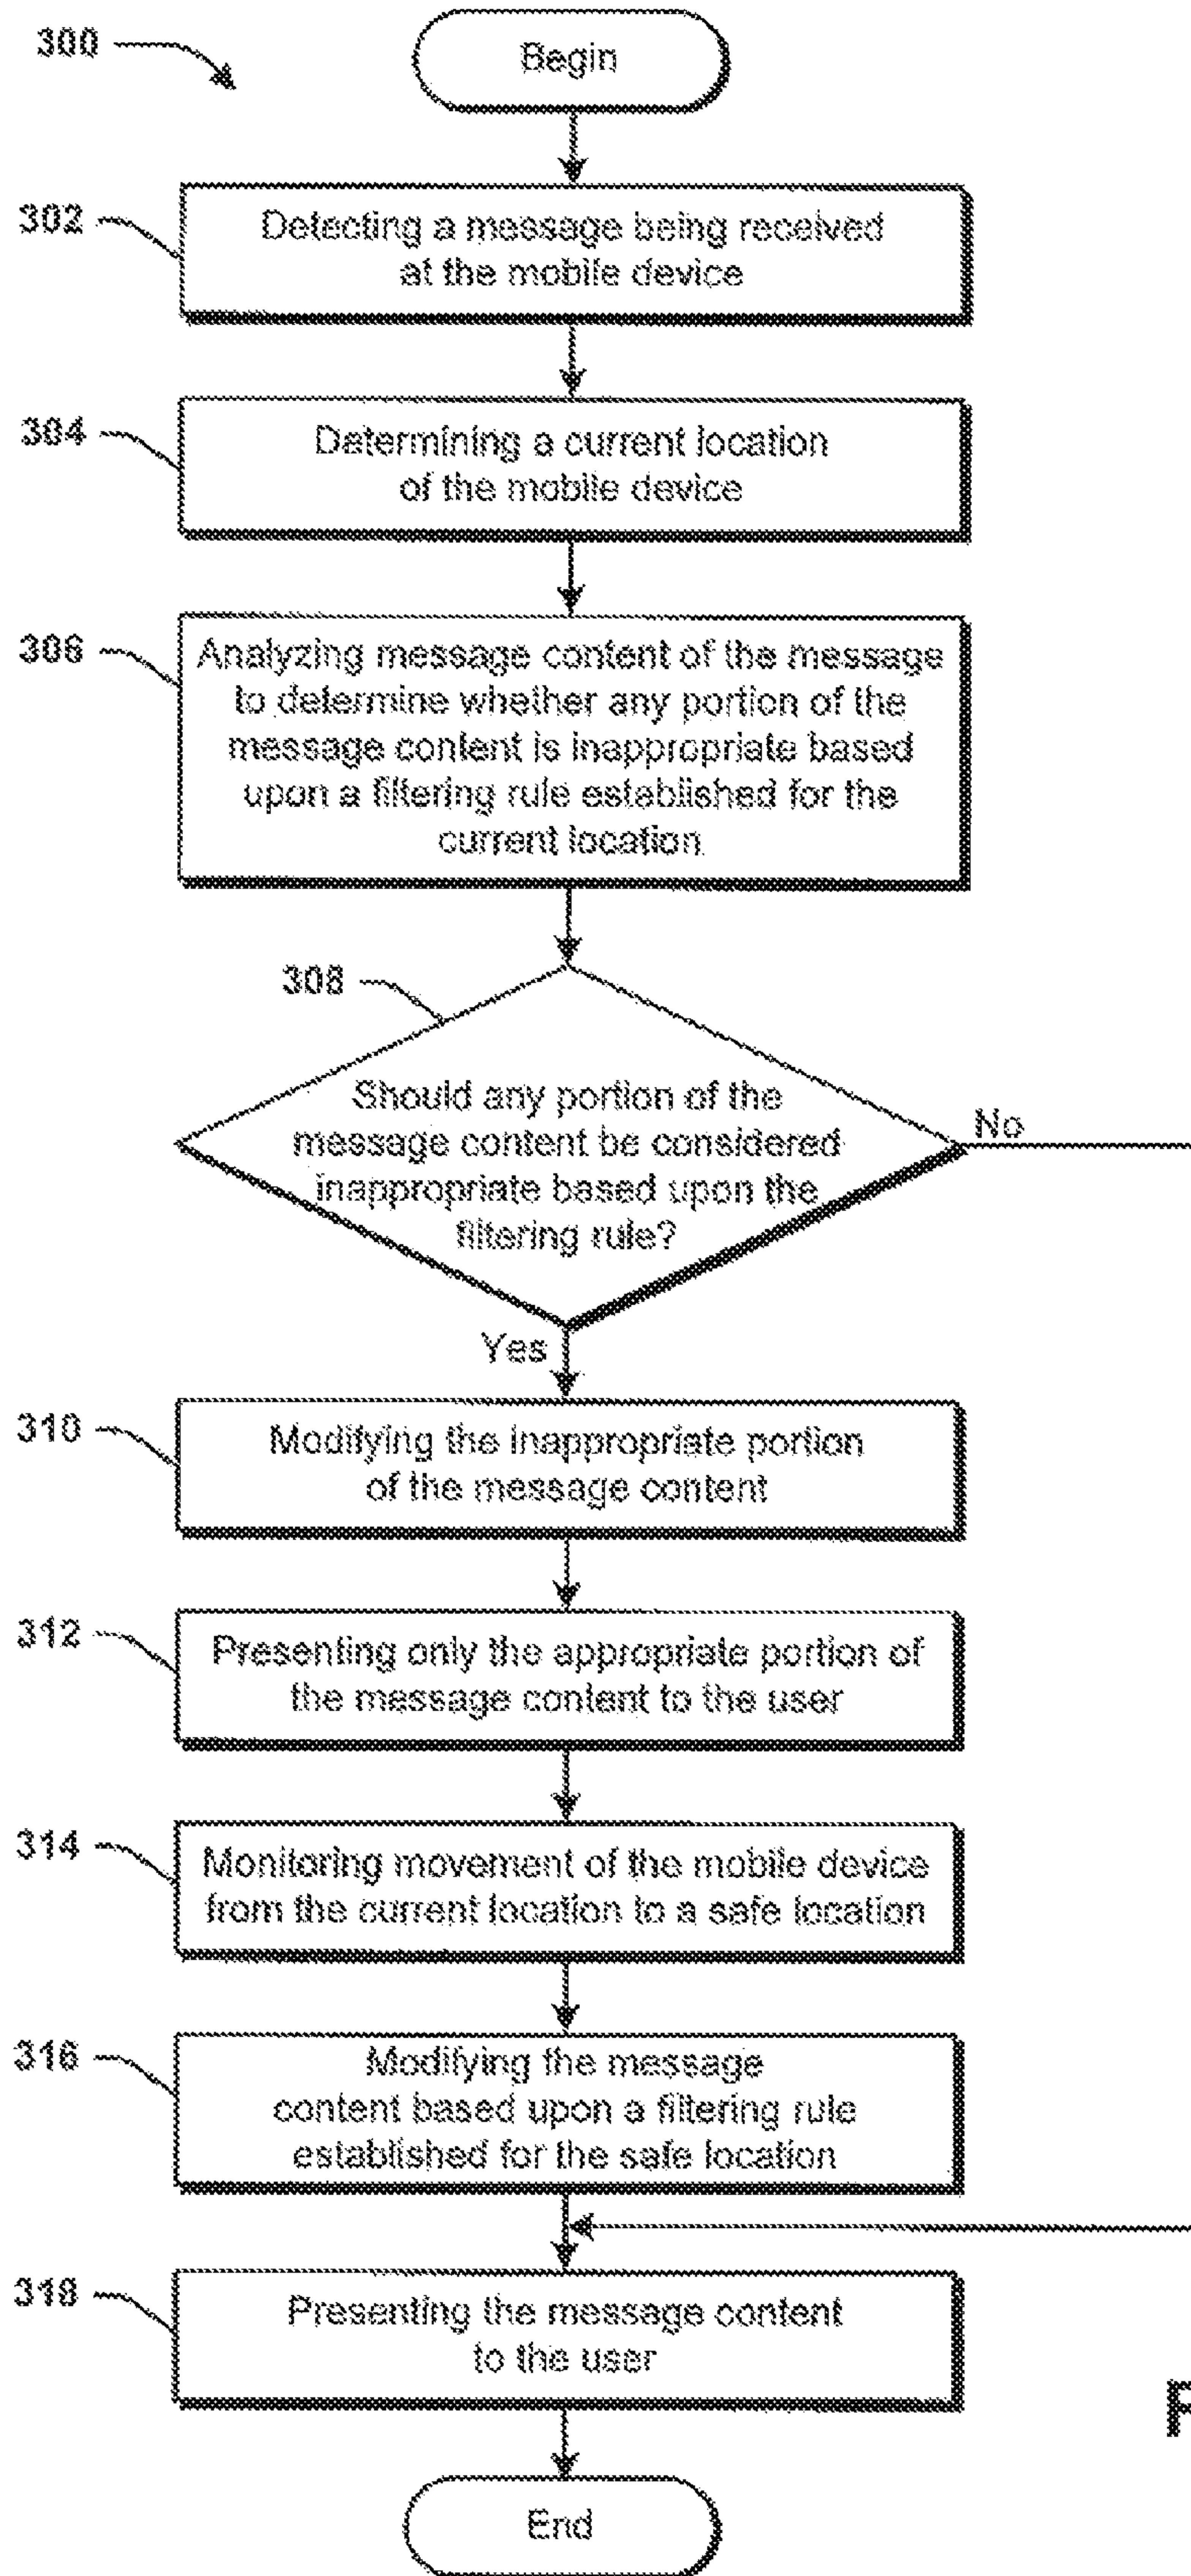 300
Begin
302
Detecting a message being received
at the mobile device
304
Determining a current location
of the mobile device
306
Analyzing message content of the message
to determine whether any portion of the
message content is inappropriate based
upon a filtering rule established for the
current location
308
Should any portion of the
message content be considered
inappropriate based upon the
filtering rule?
No
Yes
310
Modifying the inappropriate portion
of the message content
312
Presenting only the appropriate portion of
the message content to the user
314
Monitoring movement of the mobile device
from the current location to a safe location
316
Modifying the message
content based upon a filtering rule
established for the safe location
318
Presenting the message content
to the user
End